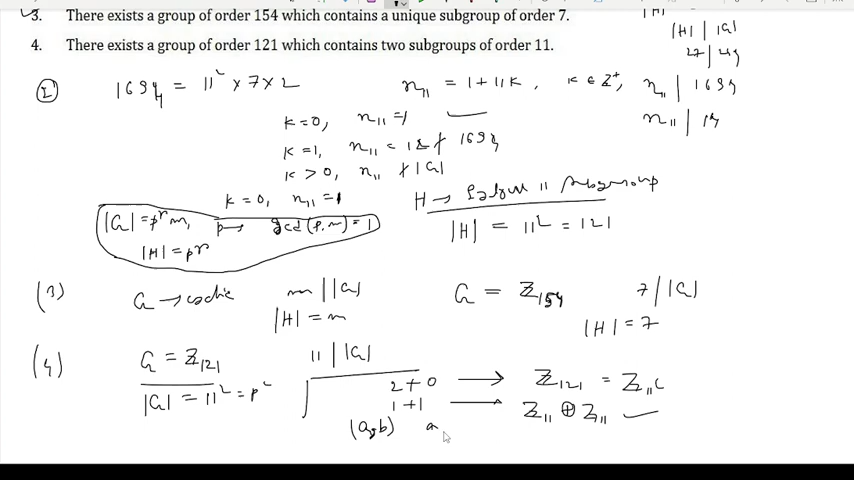 3. There exists a group of order 154 which contains a unique subgroup of order 7.
4. There exists a group of order 121 which contains two subgroups of order 11.
|H|
|H| | |G|
(2) 1694 = 11² × 7 × 2
n₁₁ = 1 + 11k, k ∈ Z⁺,
n₁₁ | 1694
n₁₁ | 14
k = 0, n₁₁ = 1
k = 1, n₁₁ = 12 ∤ 1694
k > 0, n₁₁ ∤ |G|
k = 0, n₁₁ = 1
H → 11 subgroup
|G| = pʳm, p → gcd(p, m) = 1
|H| = pʳ
|H| = 11² = 121
(3) G → cyclic m | |G|
|H| = m
G = Z₁₅₄ 7 | |G|
|H| = 7
(4) G = Z₁₂₁ 11 | |G|
|G| = 11² = p²
2 + 0 → Z₁₂₁ = Z₁₁²
1 + 1 → Z₁₁ ⊕ Z₁₁
(a, b) a